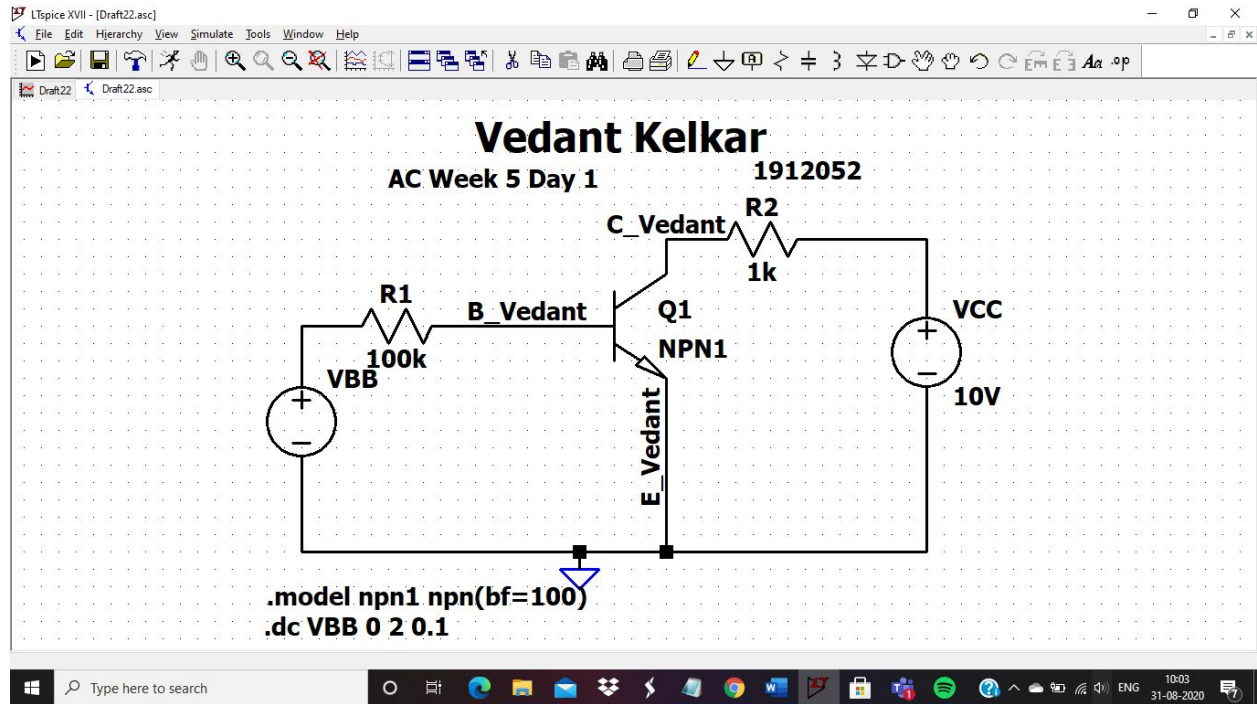 LTspice XVII - [Draft22.asc]
File Edit Hierarchy View Simulate Tools Window Help
Draft22 Draft22.asc
Vedant Kelkar
AC Week 5 Day 1
1912052
R2
C_Vedant
1k
R1
B_Vedant
Q1
VCC
NPN1
100k
VBB
10V
E_Vedant
.model npn1 npn(bf=100)
.dc VBB 0 2 0.1
Type here to search
ENG
10:03
31-08-2020